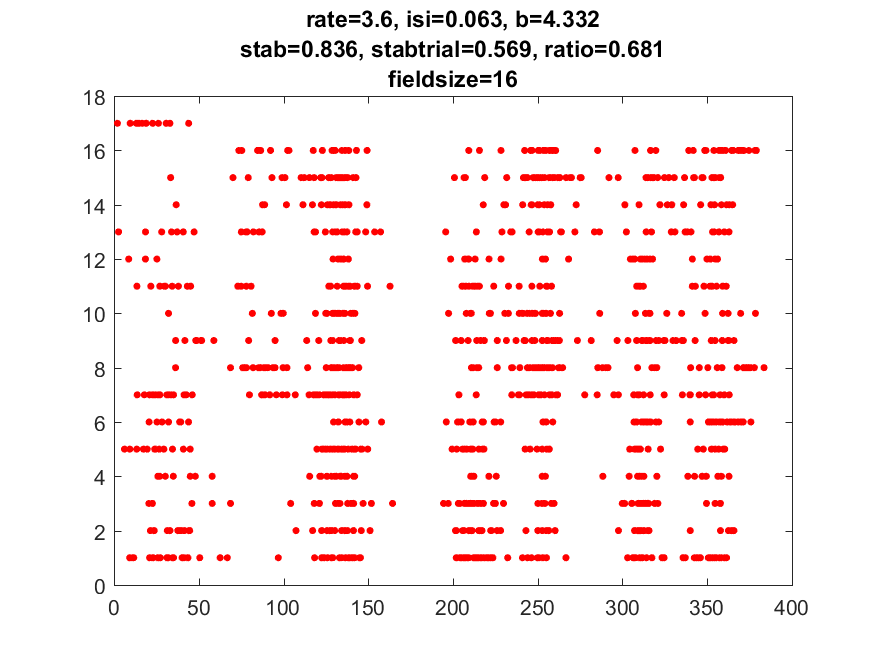 rate=3.6, isi=0.063, b=4.332
stab=0.836, stabtrial=0.569, ratio=0.681
fieldsize=16
18
16
14
12
10
8
6
4
2
0
0 50 100 150 200 250 300 350 400